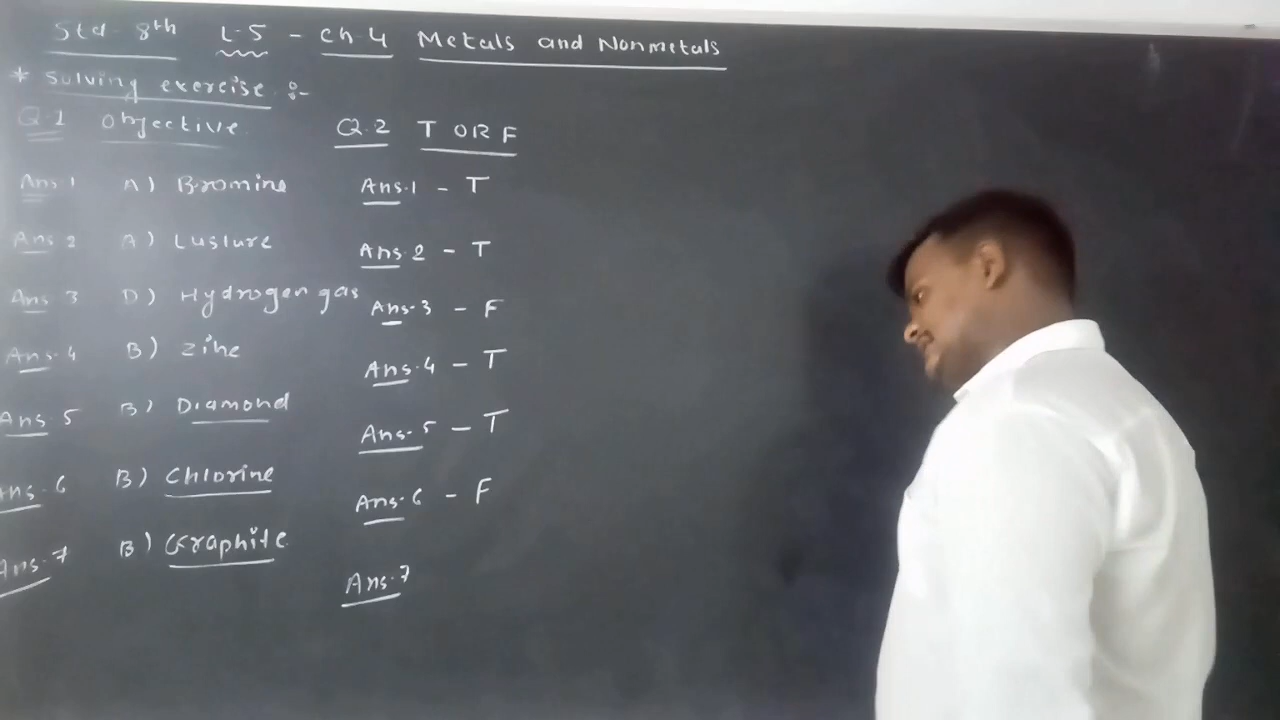 Std. 8th L-5 - Ch.4 Metals and Nonmetals
* Solving exercise :-
Q.1 Objective.
Ans.1 A) Bromine
Ans.2 A) Lusture
Ans.3 D) Hydrogen gas
Ans.4 B) Zinc
Ans.5 B) Diamond
Ans.6 B) Chlorine
Ans.7 B) Graphite
Q.2 T OR F
Ans.1 - T
Ans.2 - T
Ans.3 - F
Ans.4 - T
Ans.5 - T
Ans.6 - F
Ans.7